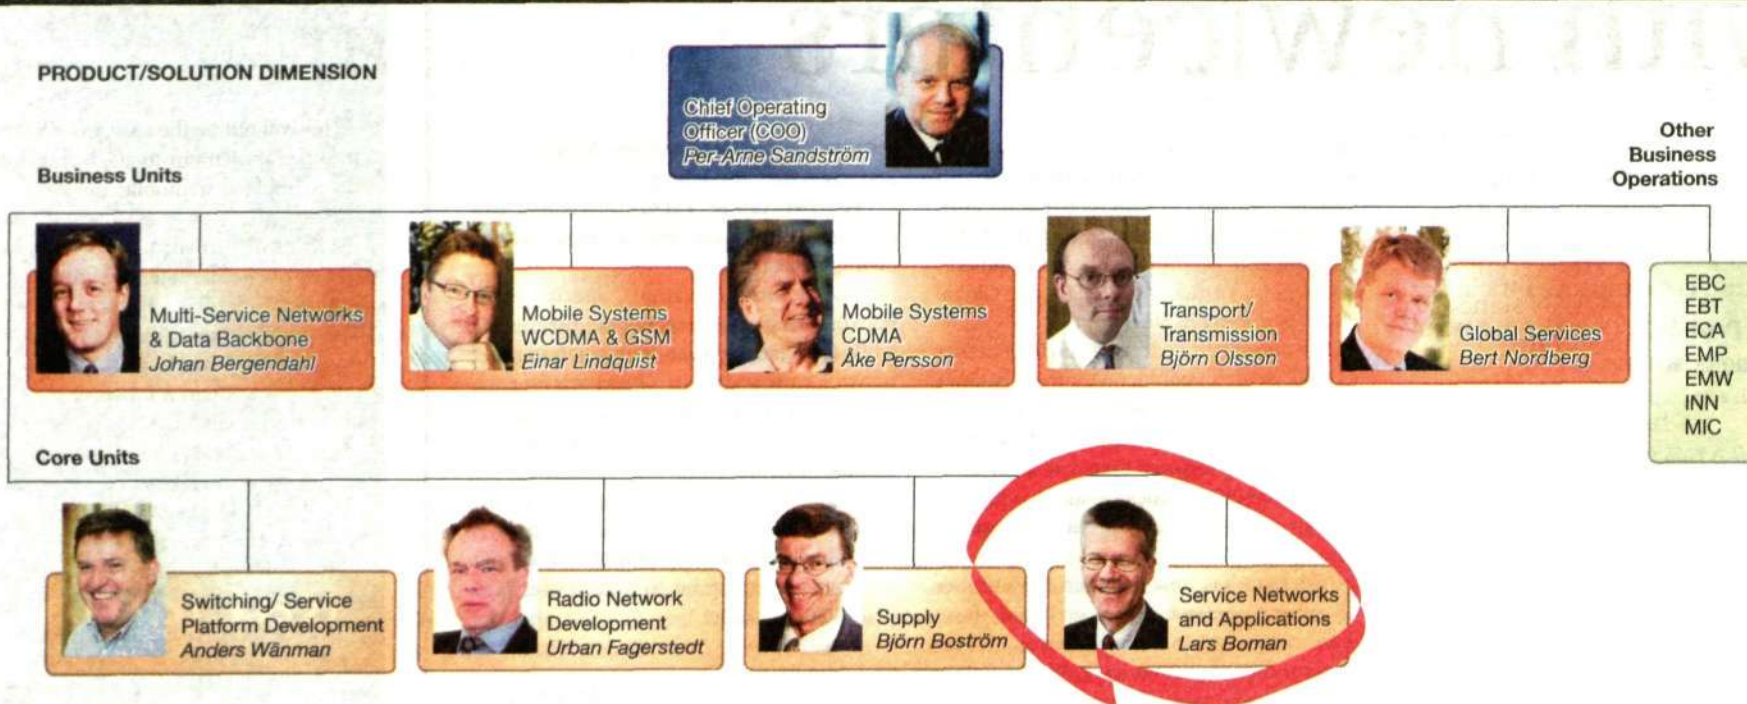 PRODUCT/SOLUTION DIMENSION
Chief Operating
Officer (COO)
Per-Arne Sandström
Other
Business
Operations
Business Units
Multi-Service Networks
& Data Backbone
Johan Bergendahl
Mobile Systems
WCDMA & GSM
Einar Lindquist
Mobile Systems
CDMA
Åke Persson
Transport/
Transmission
Björn Olsson
Global Services
Bert Nordberg
EBC
EBT
ECA
EMP
EMW
INN
MIC
Core Units
Switching/ Service
Platform Development
Anders Wänman
Radio Network
Development
Urban Fagerstedt
Supply
Björn Boström
Service Networks
and Applications
Lars Boman